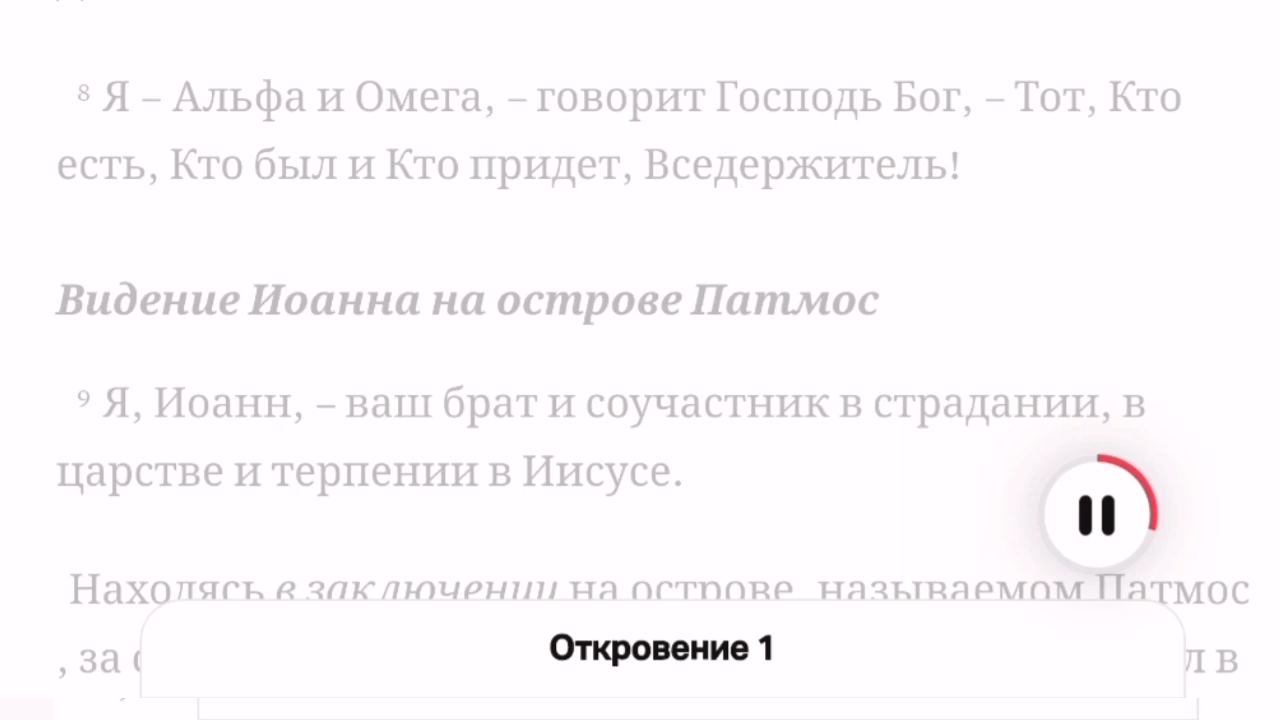 8 Я – Альфа и Омега, – говорит Господь Бог, – Тот, Кто
есть, Кто был и Кто придет, Вседержитель!
Видение Иоанна на острове Патмос
9 Я, Иоанн, – ваш брат и соучастник в страдании, в
царстве и терпении в Иисусе.
Находясь в заключении на острове, называемом Патмос
, за
л в
Откровение 1